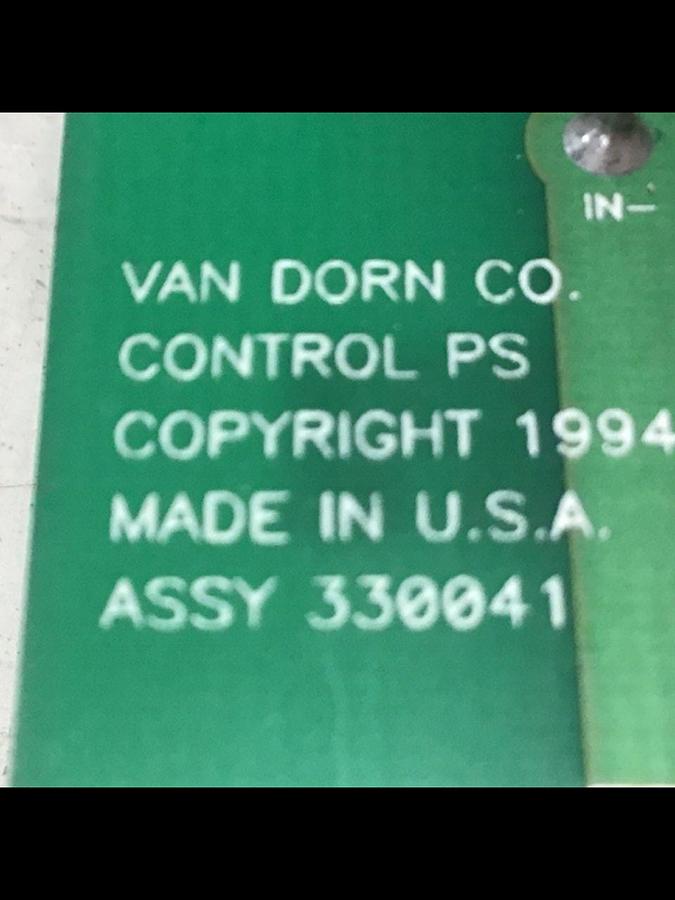 IN-
VAN DORN CO.
CONTROL PS
COPYRIGHT 1994
MADE IN U.S.A.
ASSY 330041